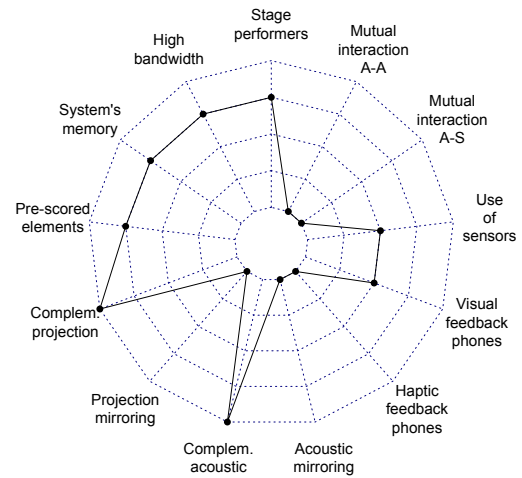 Stage
performers
Mutual
interaction
A-A
Mutual
interaction
A-S
Use
of
sensors
Visual
feedback
phones
Haptic
feedback
phones
Acoustic
mirroring
Complem.
acoustic
Projection
mirroring
Complem.
projection
Pre-scored
elements
System's
memory
High
bandwidth